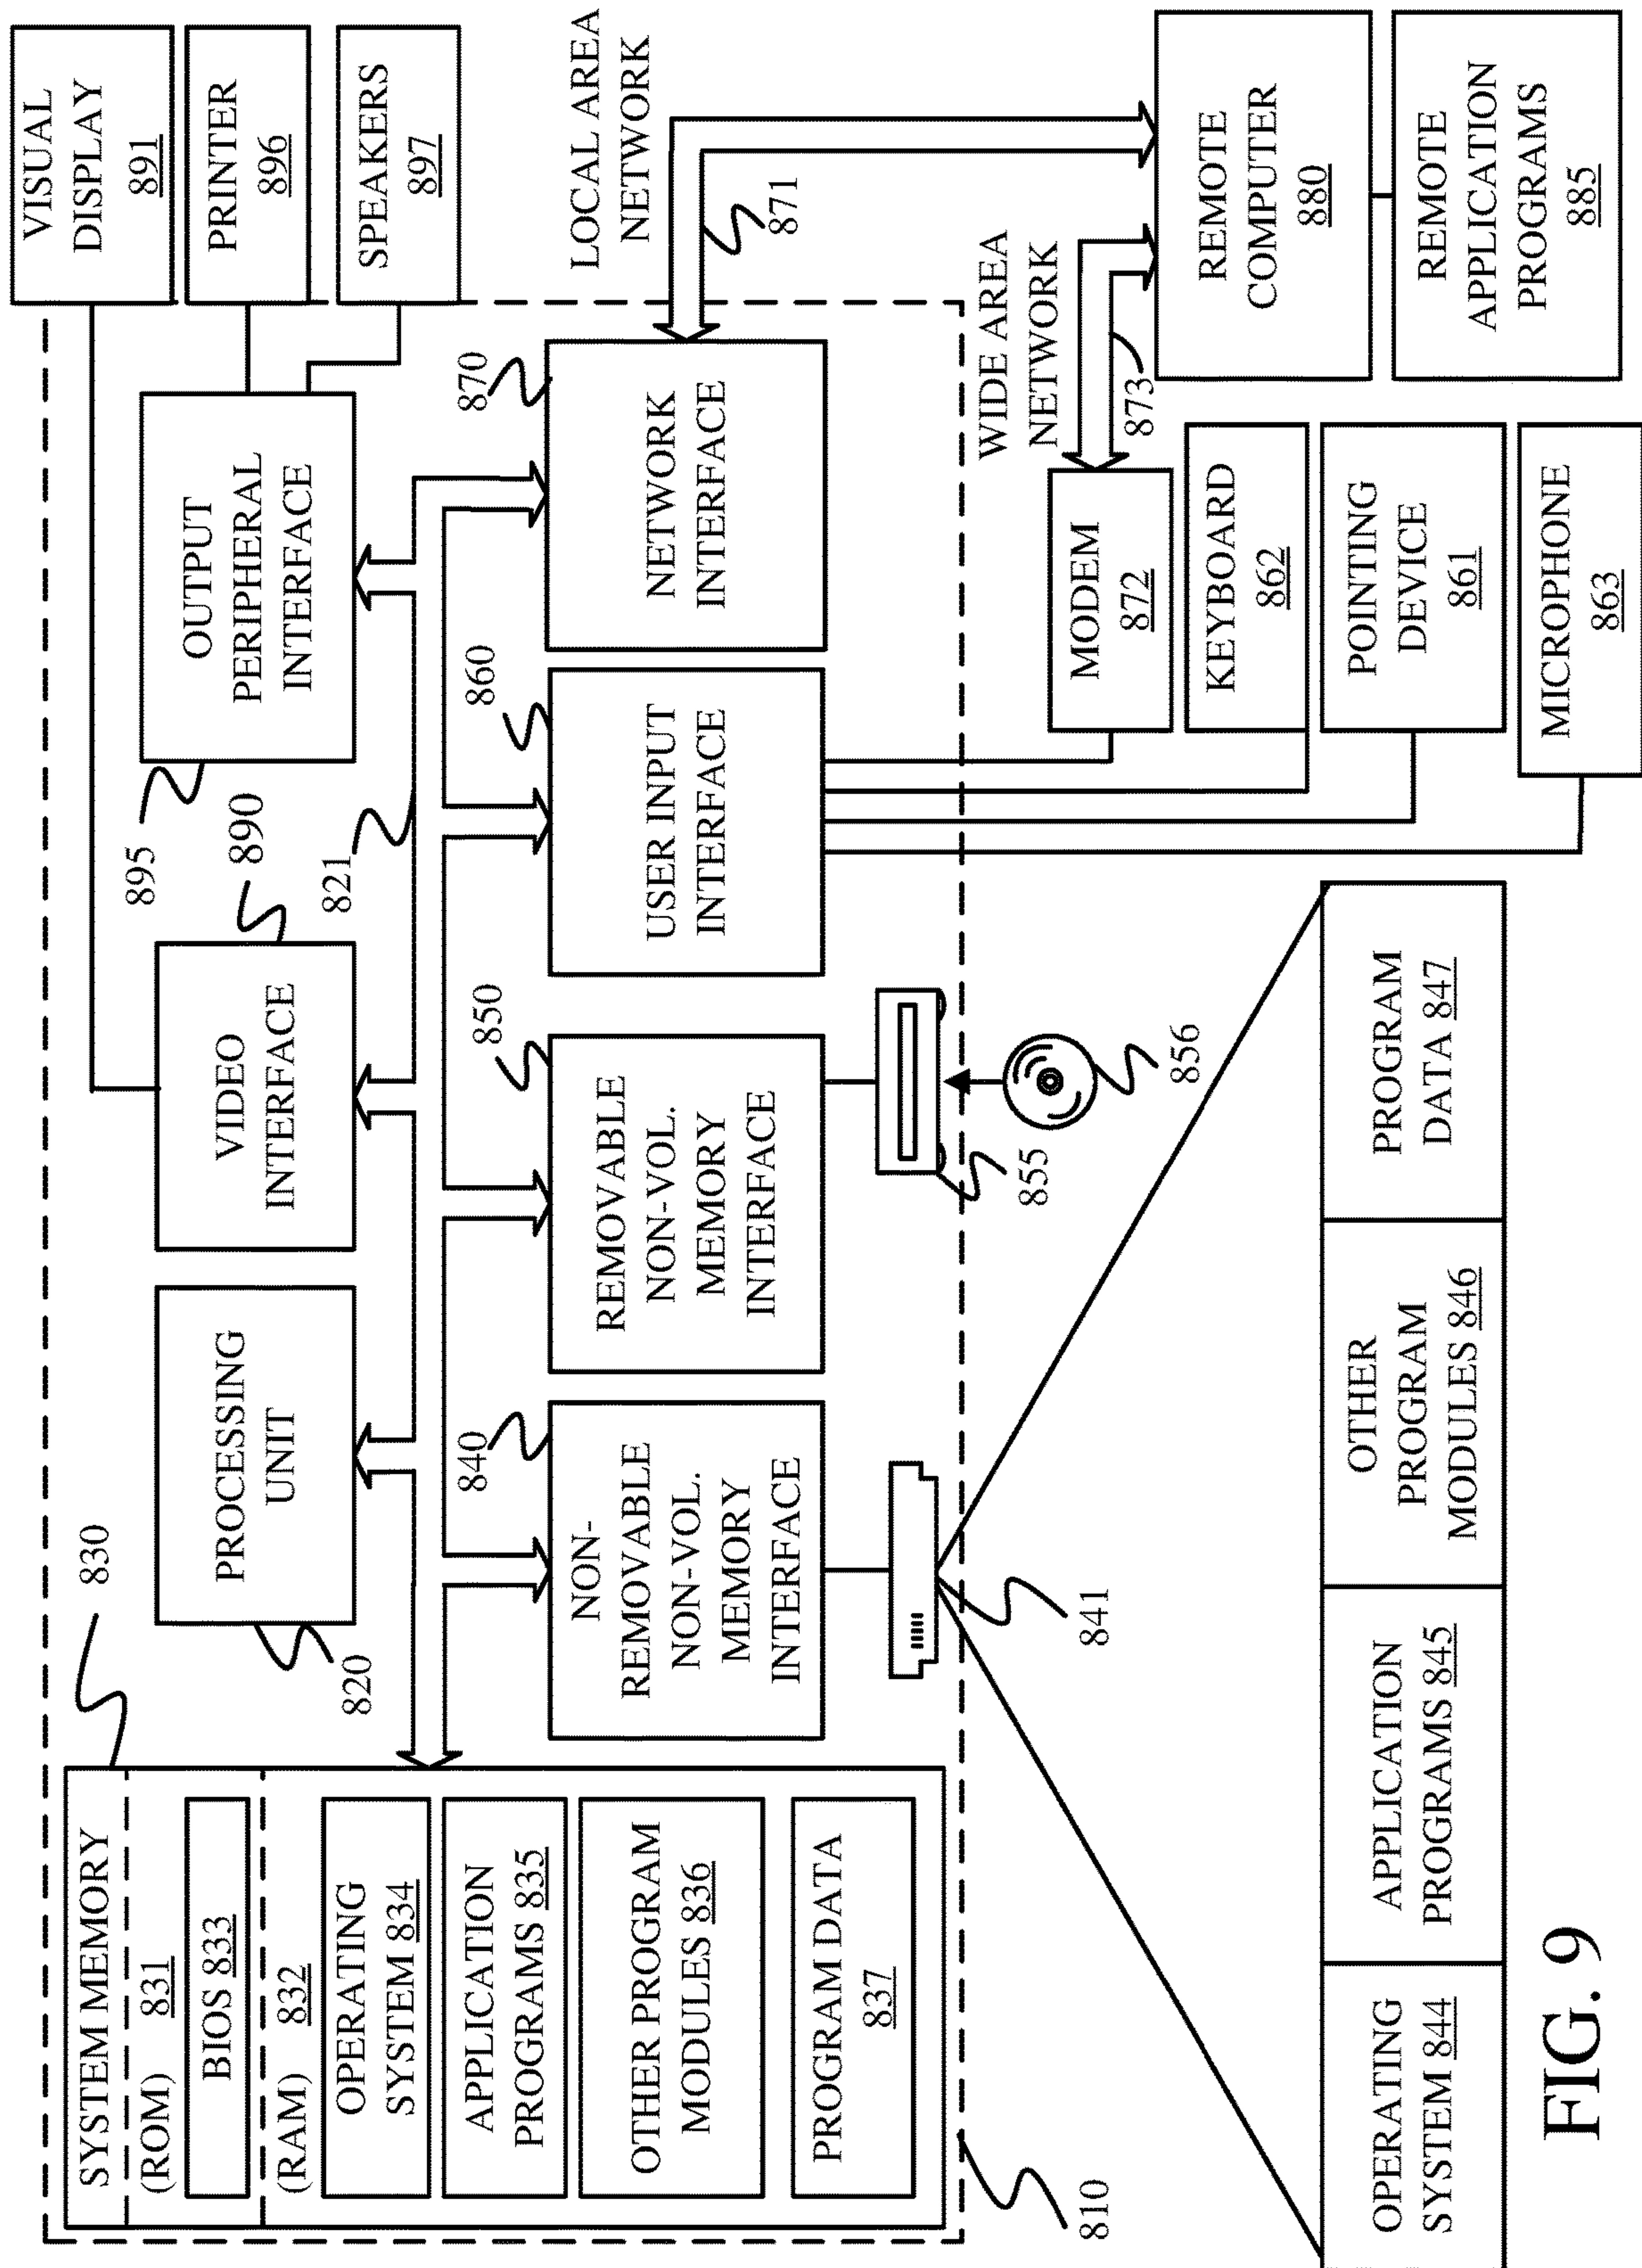 SYSTEM MEMORY
(ROM) 831
BIOS 833
(RAM) 832
OPERATING
SYSTEM 834
APPLICATION
PROGRAMS 835
OTHER PROGRAM
MODULES 836
PROGRAM DATA
837
830
820
PROCESSING
UNIT
VIDEO
INTERFACE
890
821
895
OUTPUT
PERIPHERAL
INTERFACE
VISUAL
DISPLAY
891
PRINTER
896
SPEAKERS
897
840
NON-
REMOVABLE
NON-VOL.
MEMORY
INTERFACE
850
REMOVABLE
NON-VOL.
MEMORY
INTERFACE
860
USER INPUT
INTERFACE
870
NETWORK
INTERFACE
LOCAL AREA
NETWORK
871
810
841
855
856
WIDE AREA
NETWORK
873
MODEM
872
KEYBOARD
862
POINTING
DEVICE
861
MICROPHONE
863
REMOTE
COMPUTER
880
REMOTE
APPLICATION
PROGRAMS
885
OPERATING
SYSTEM 844
APPLICATION
PROGRAMS 845
OTHER
PROGRAM
MODULES 846
PROGRAM
DATA 847
FIG. 9